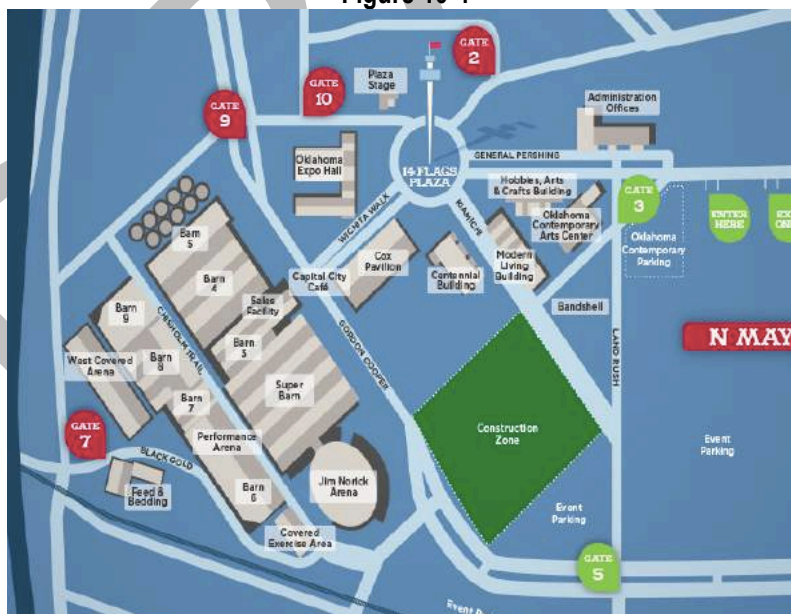 GATE
2
Plaza
Stage
GATE
10
GATE
9
Administration
Offices
Oklahoma
Expo Hall
14 FLAGS
PLAZA
GENERAL PERSHING
Hobbies, Arts
& Crafts Building
GATE
3
WICHITA WALK
KIAMICHI
Oklahoma
Contemporary
Arts Center
ENTER
HERE
Oklahoma
Contemporary
Parking
Barn
5
Cox
Pavilion
Modern
Living
Building
Capital City
Café
Centennial
Building
Barn
4
Sales
Facility
Bandshell
Barn
9
CHISHOLM TRAIL
GORDON COOPER
LAND RUSH
N MAY
West Covered
Arena
Barn
8
Barn
3
Super
Barn
Barn
7
GATE
7
Performance
Arena
Construction
Zone
Event
Parking
BLACK GOLD
Feed &
Bedding
Barn
6
Jim Norick
Arena
Event
Parking
Covered
Exercise Area
GATE
5